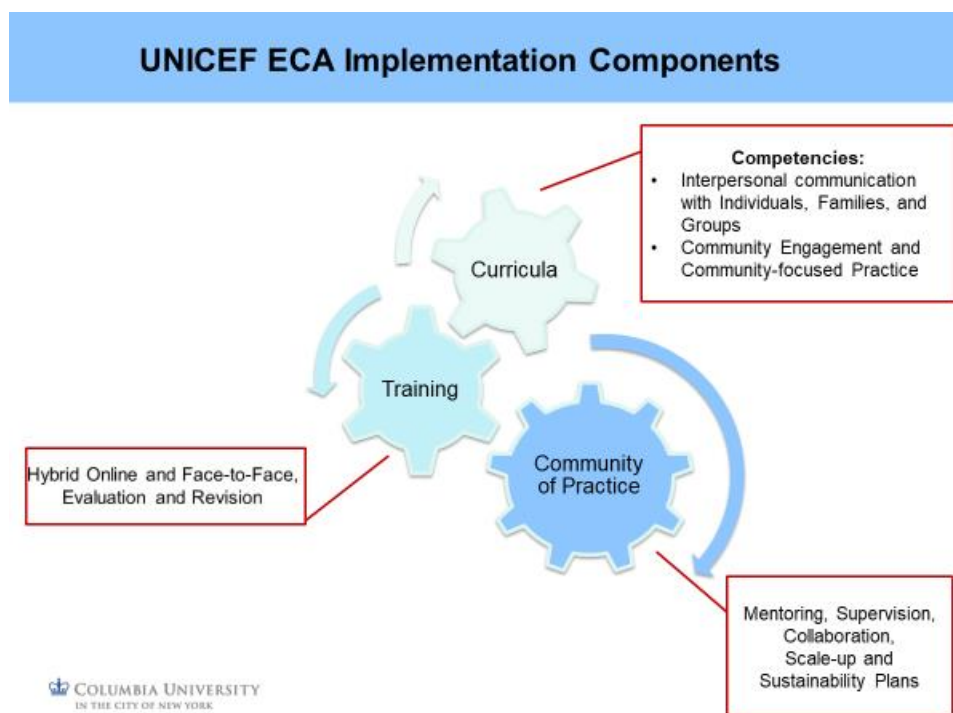 UNICEF ECA Implementation Components
Competencies:
• Interpersonal communication
with Individuals, Families, and
Groups
• Community Engagement and
Community-focused Practice
Curricula
Training
Hybrid Online and Face-to-Face,
Evaluation and Revision
Community
of Practice
Mentoring, Supervision,
Collaboration,
Scale-up and
Sustainability Plans
COLUMBIA UNIVERSITY
IN THE CITY OF NEW YORK